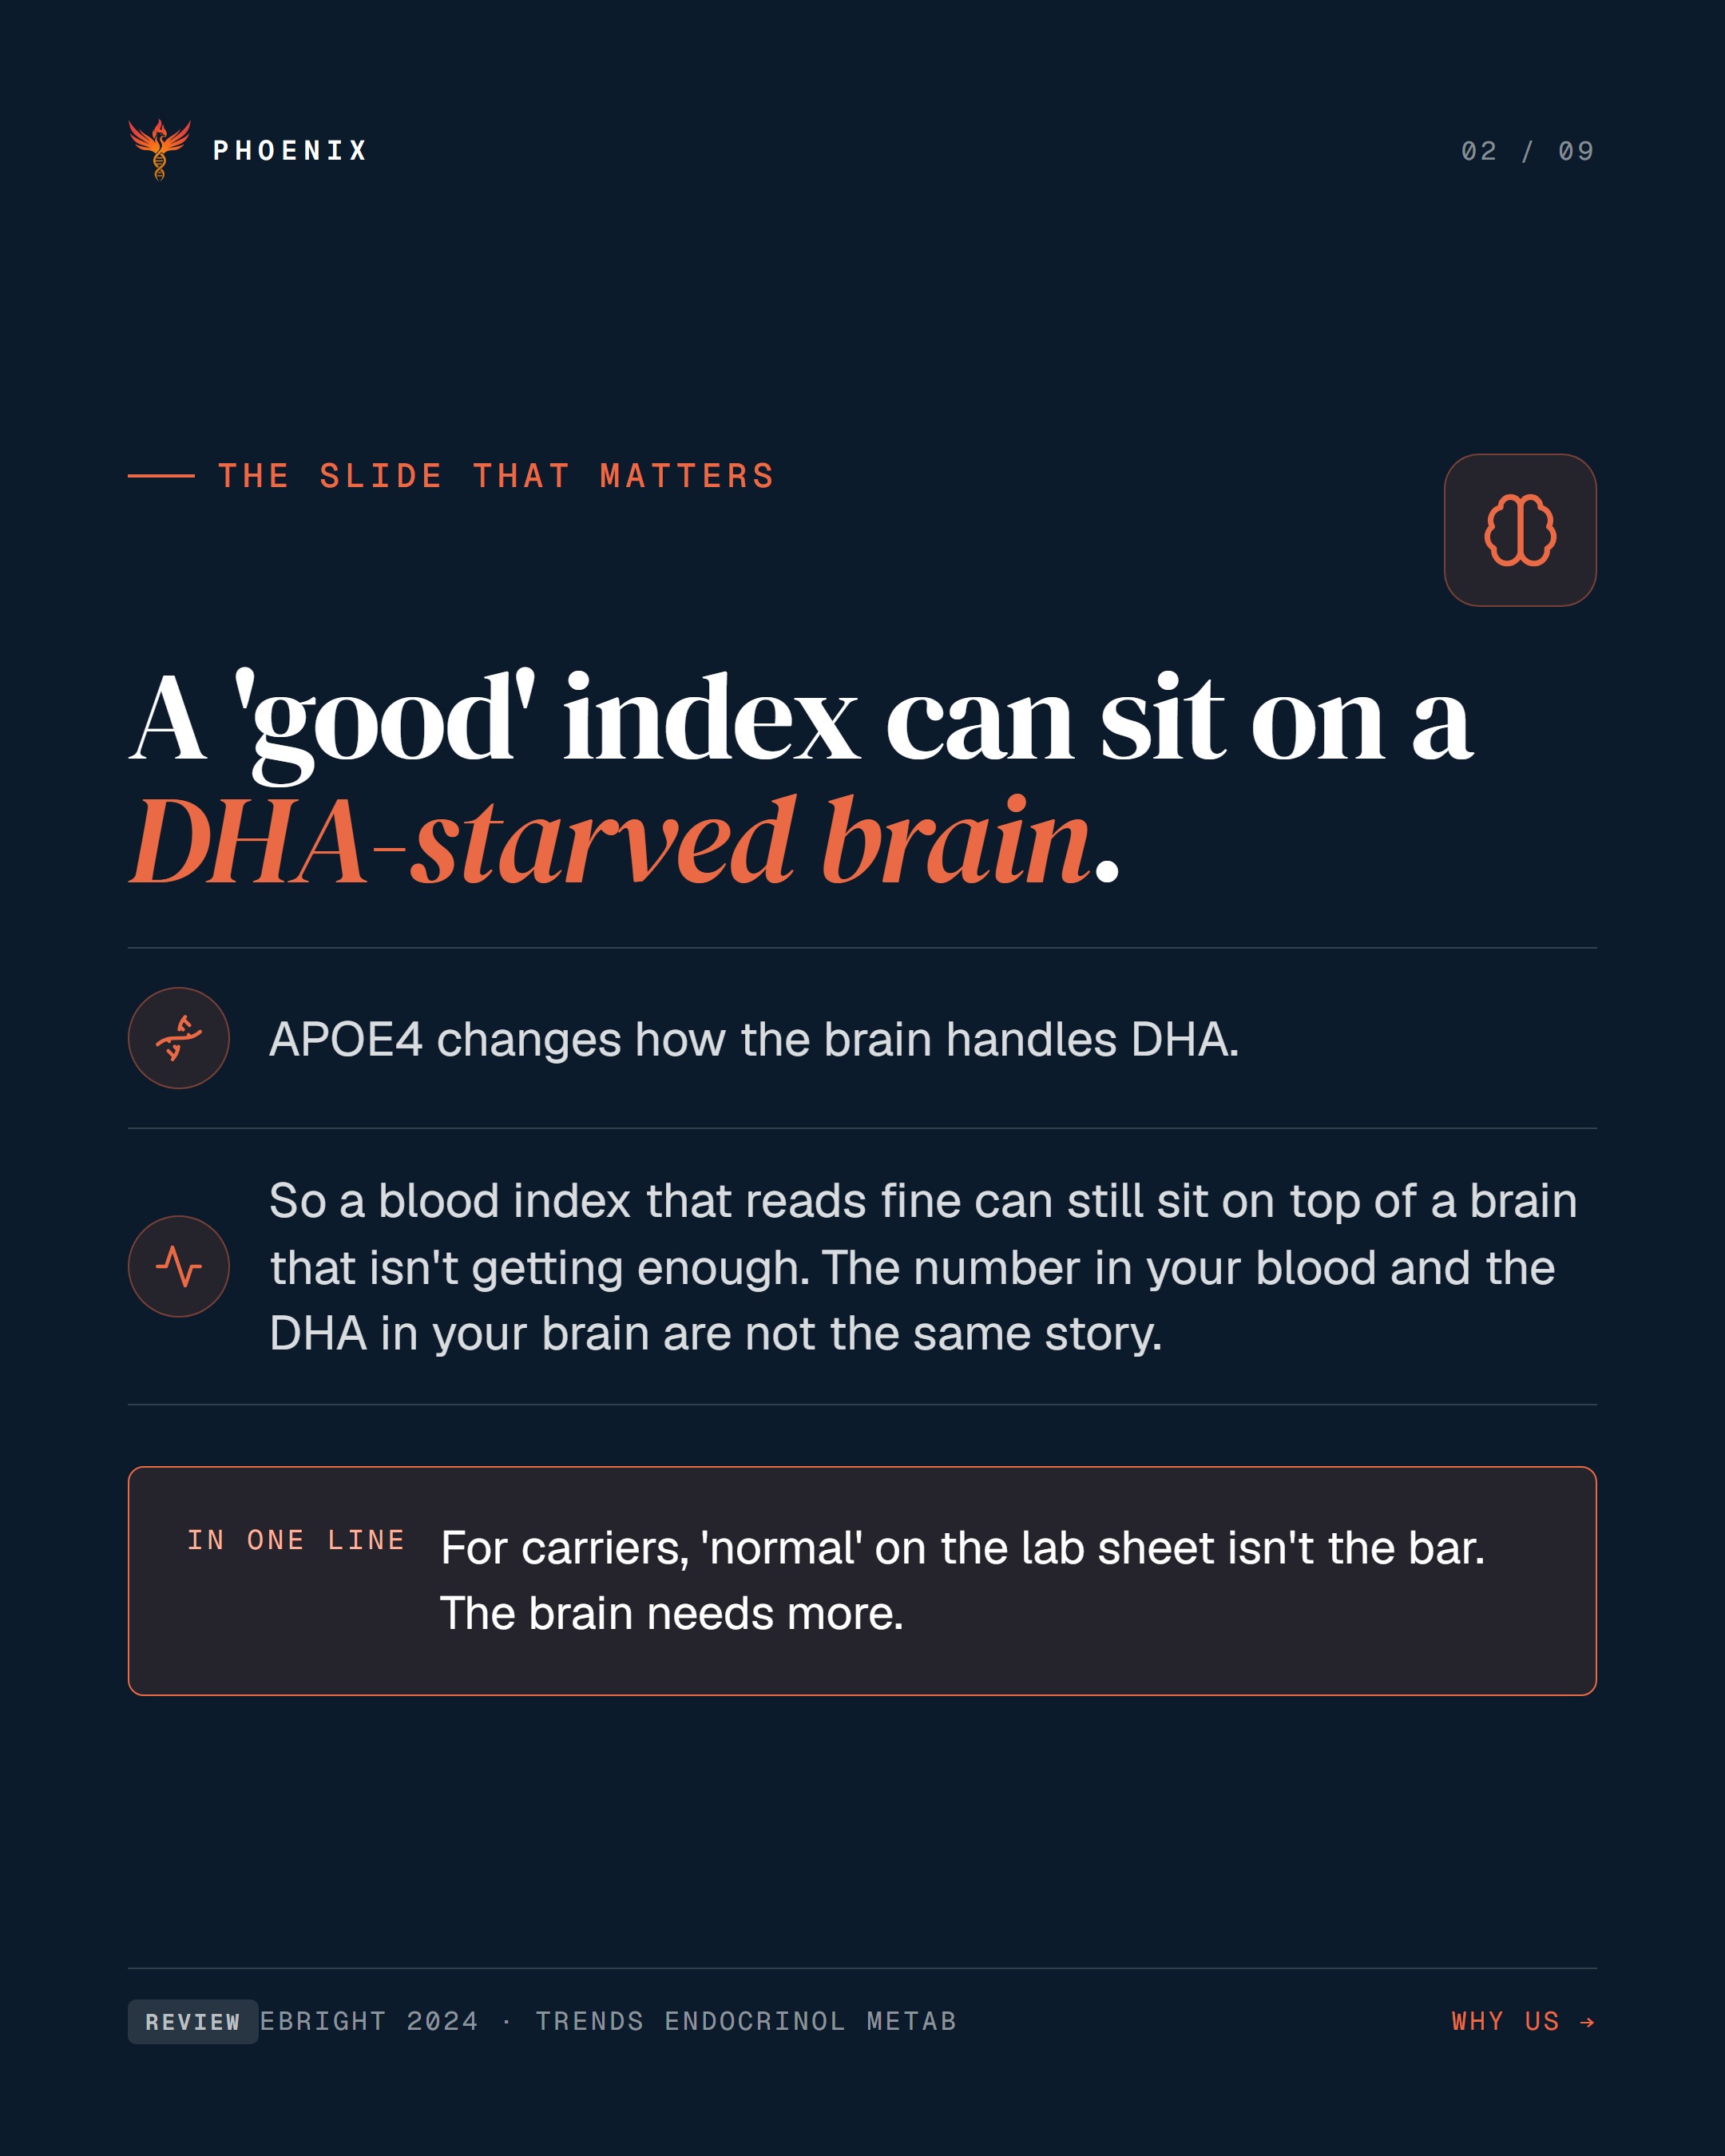 PHOENIX
02 / 09
THE SLIDE THAT MATTERS
A 'good' index can sit on a
DHA-starved brain.
APOE4 changes how the brain handles DHA.
So a blood index that reads fine can still sit on top of a brain
that isn't getting enough. The number in your blood and the
DHA in your brain are not the same story.
IN ONE LINE
For carriers, 'normal' on the lab sheet isn't the bar.
The brain needs more.
REVIEW EBRIGHT 2024 · TRENDS ENDOCRINOL METAB
WHY US →